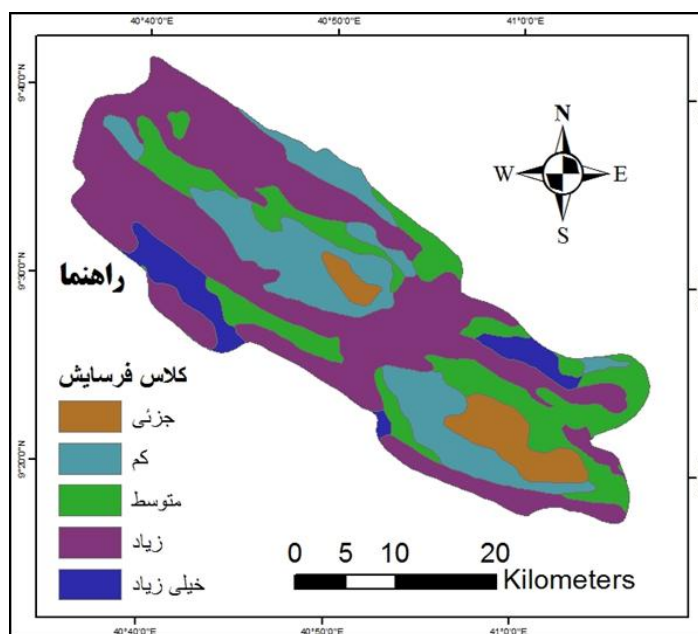 40°40'0"E 40°50'0"E 41°0'0"E
9°40'0"N
9°30'0"N
9°20'0"N
N
W E
S
راهنما
کلاس فرسایش
جزئی
کم
متوسط
زیاد
خیلی زیاد
0 5 10 20
Kilometers
40°40'0"E 40°50'0"E 41°0'0"E